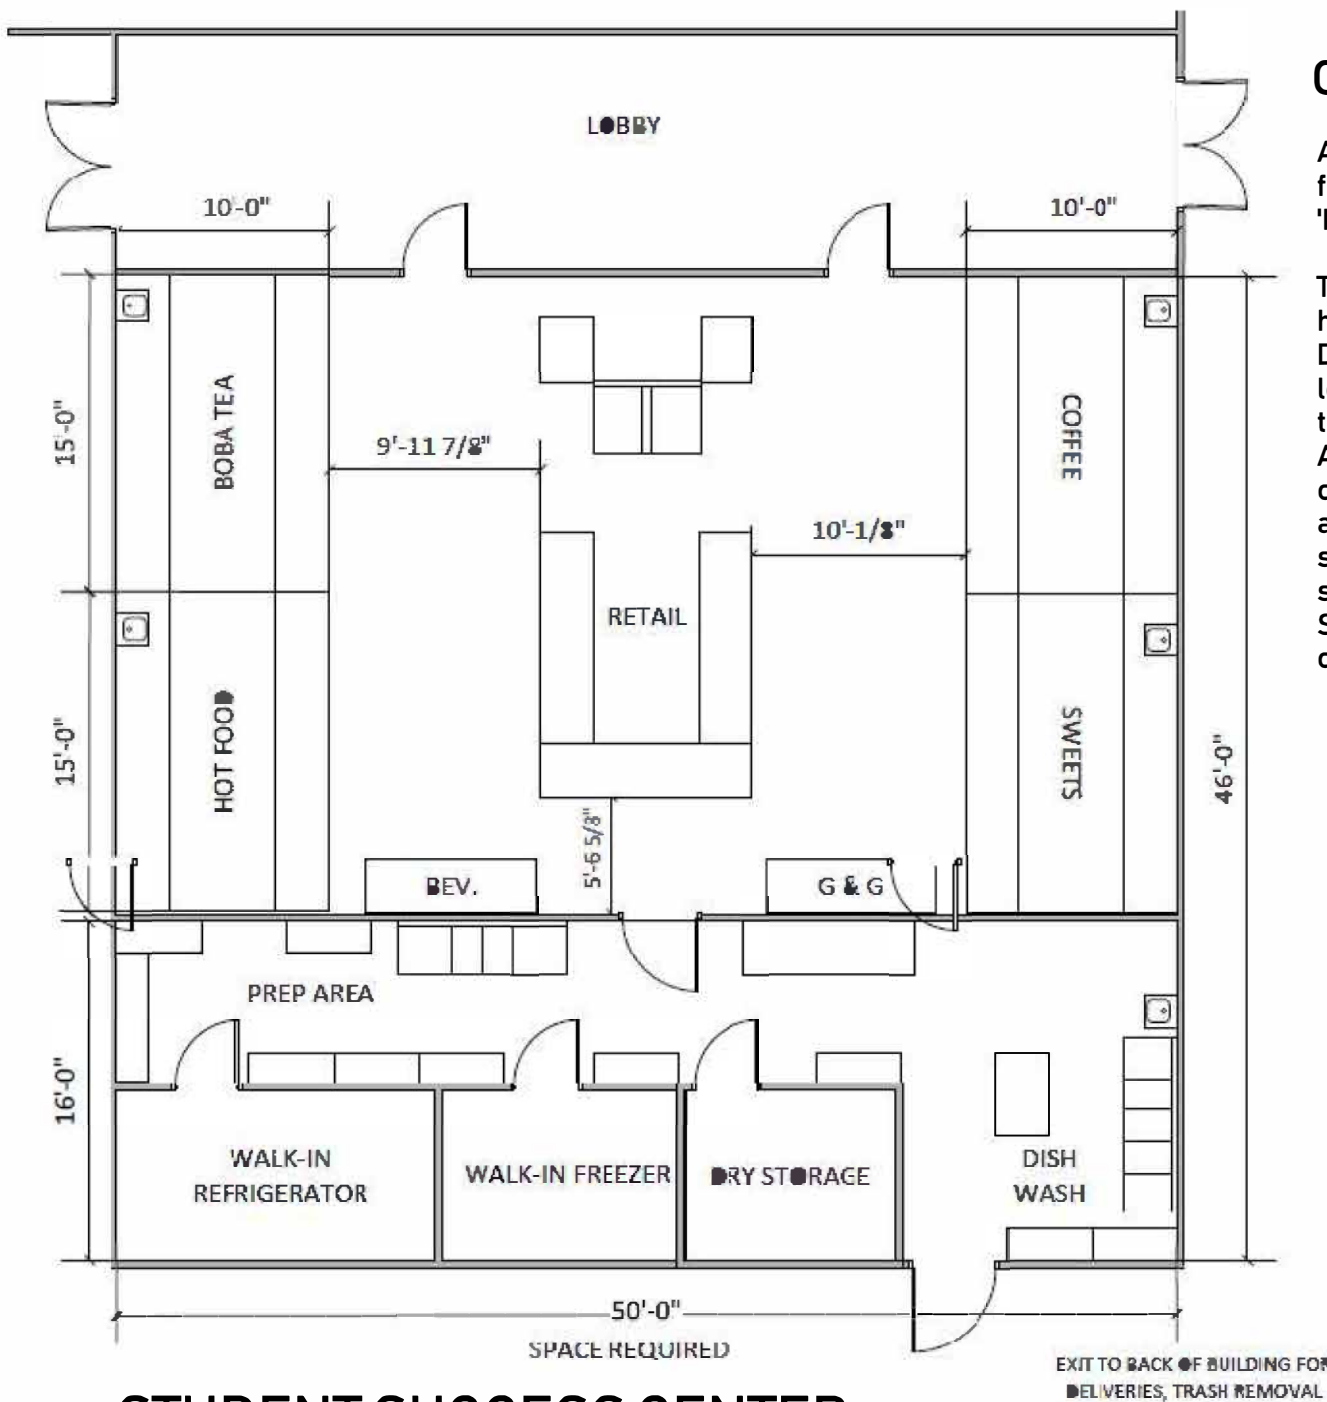 LOBBY
10'-0"
10'-0"
15'-0"
BOBA TEA
9'-11 7/8"
COFFEE
10'-1/8"
RETAIL
15'-0"
HOT FOOD
SWEETS
46'-0"
5'-6 5/8"
BEV.
G & G
PREP AREA
16'-0"
WALK-IN
REFRIGERATOR
WALK-IN FREEZER
DRY STORAGE
DISH
WASH
50'-0"
SPACE REQUIRED
EXIT TO BACK OF BUILDING FOR
DELIVERIES, TRASH REMOVAL
STUDENT SUCCESS CENTER